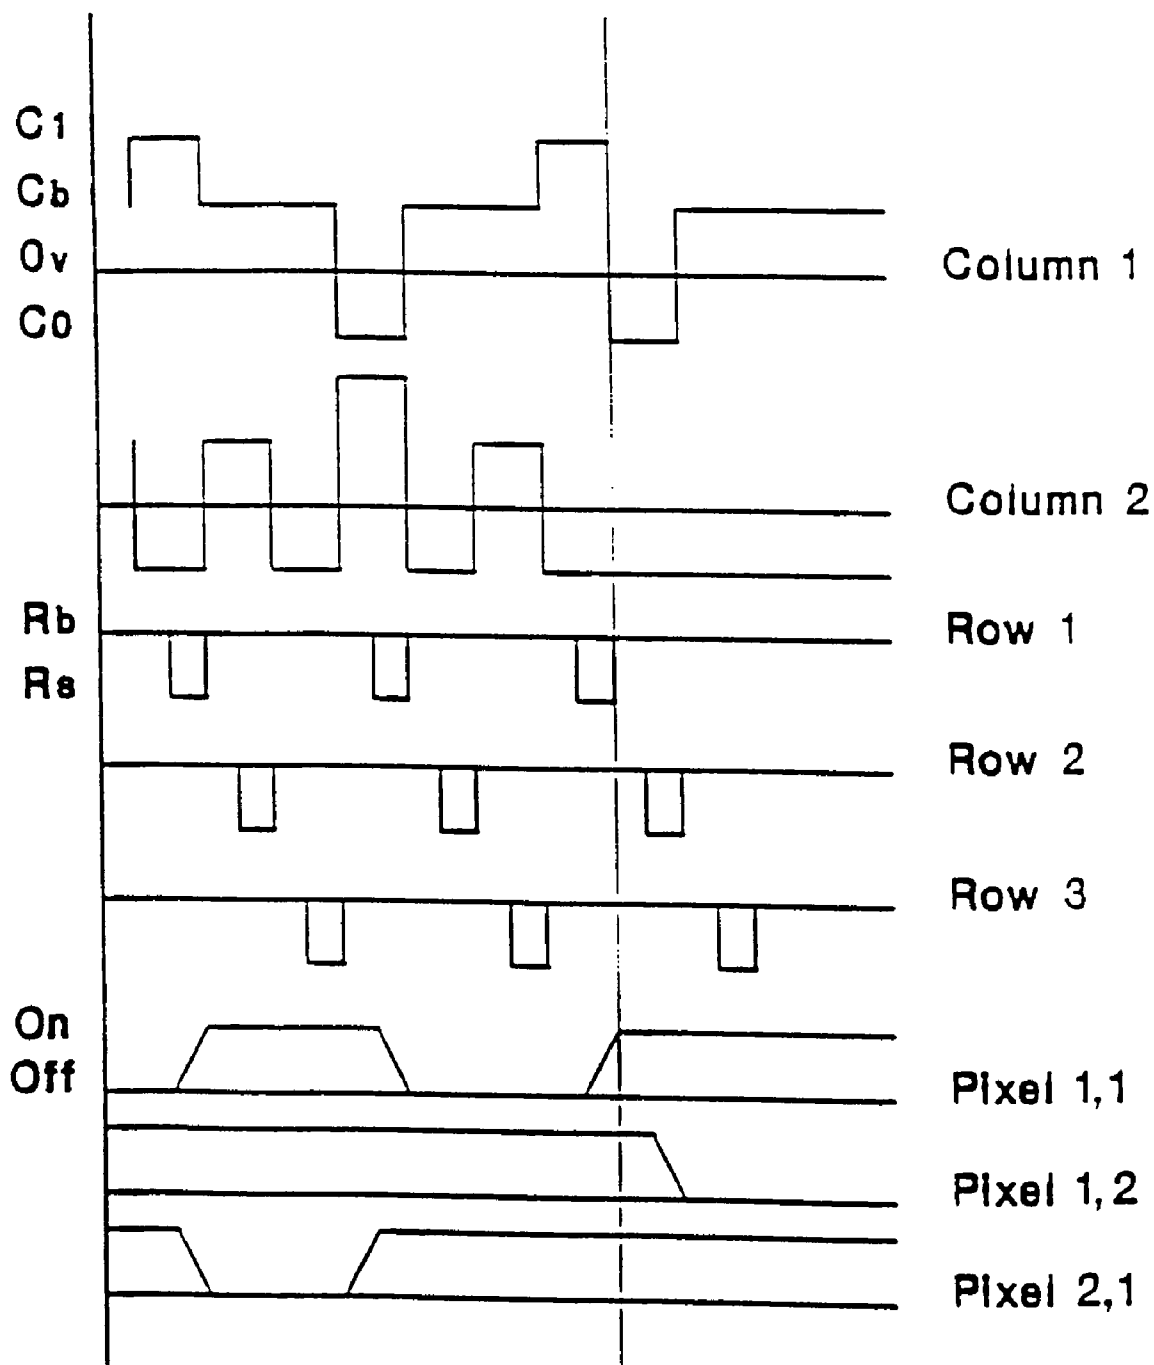 C1
Cb
0v
C0
Column 1
Column 2
Rb
Rs
Row 1
Row 2
Row 3
On
Off
Pixel 1,1
Pixel 1,2
Pixel 2,1